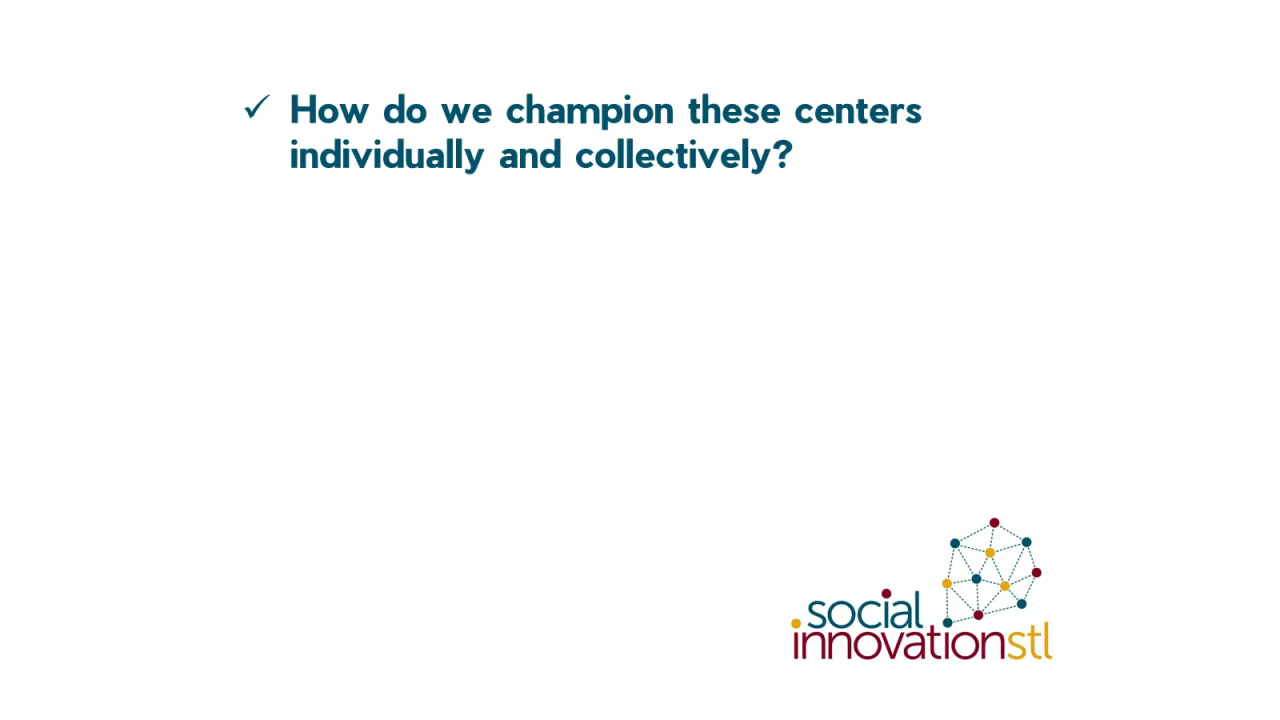 ✓ How do we champion these centers
individually and collectively?
social
innovationstl